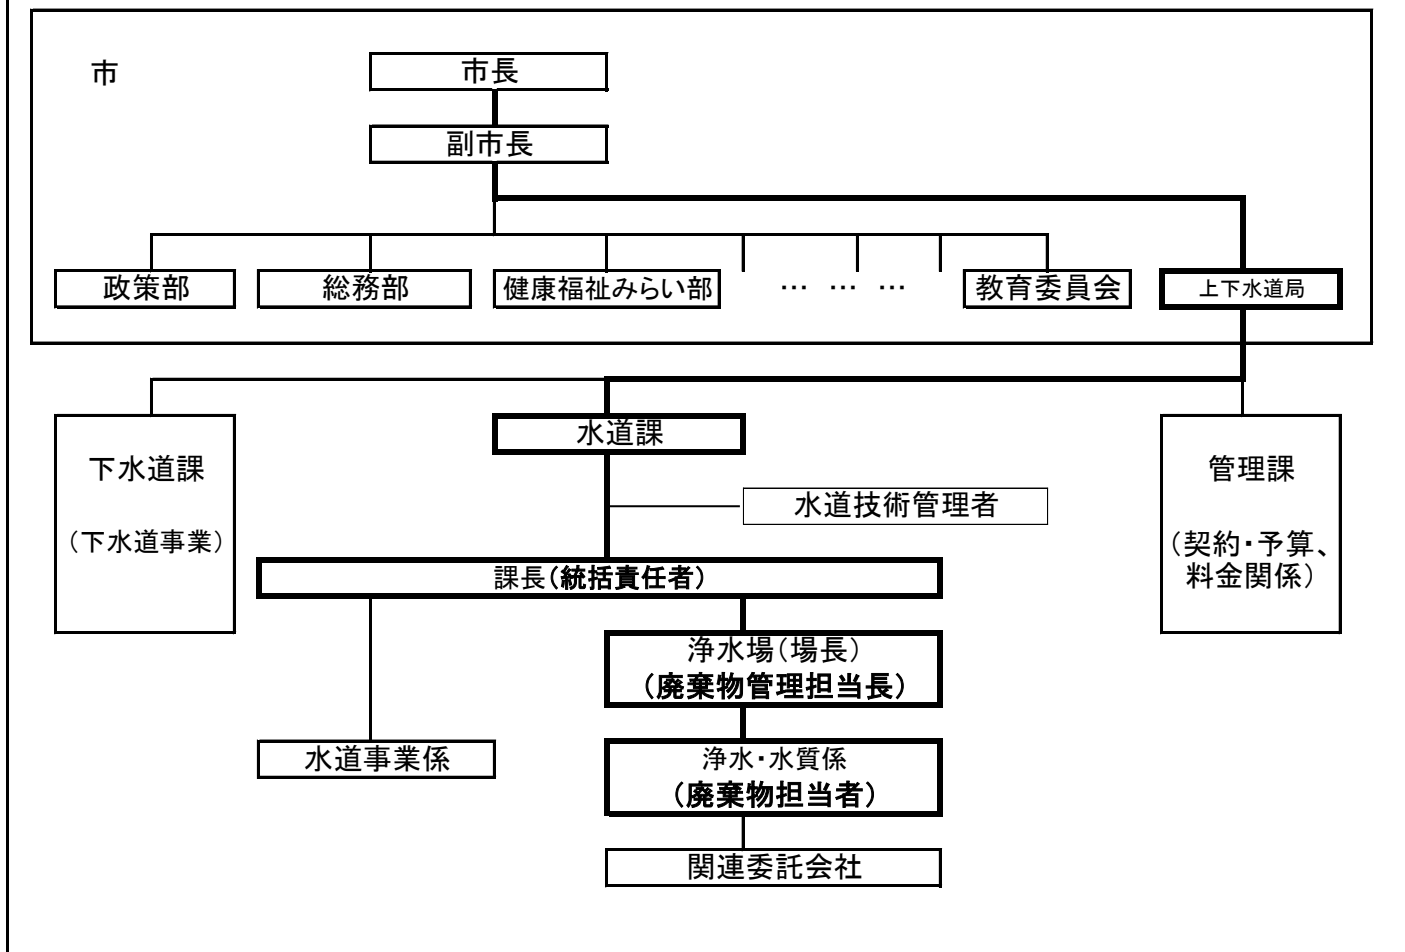 市
市長
副市長
政策部
総務部
健康福祉みらい部
… … …
教育委員会
上下水道局
下水道課
（下水道事業）
水道課
水道技術管理者
管理課
（契約・予算、
料金関係）
課長（統括責任者）
浄水場（場長）
（廃棄物管理担当長）
水道事業係
浄水・水質係
（廃棄物担当者）
関連委託会社